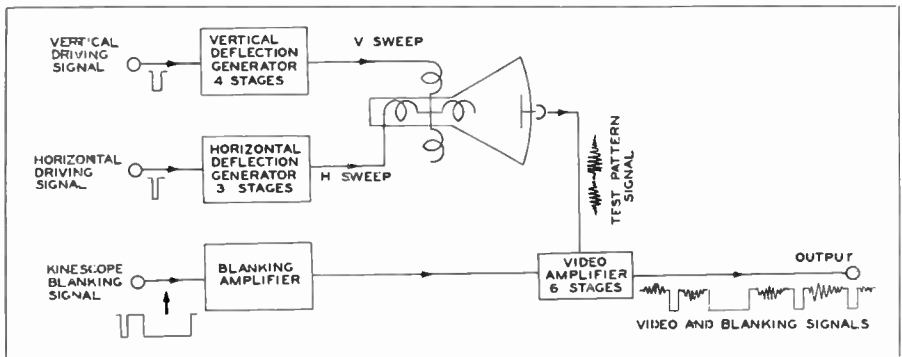 VERTICAL
DRIVING
SIGNAL
VERTICAL
DEFLECTION
GENERATOR
4 STAGES
V SWEEP
HORIZONTAL
DRIVING
SIGNAL
HORIZONTAL
DEFLECTION
GENERATOR
3 STAGES
H SWEEP
TEST PATTERN
SIGNAL
KINESCOPE
BLANKING
SIGNAL
BLANKING
AMPLIFIER
VIDEO
AMPLIFIER
6 STAGES
OUTPUT
VIDEO AND BLANKING SIGNALS